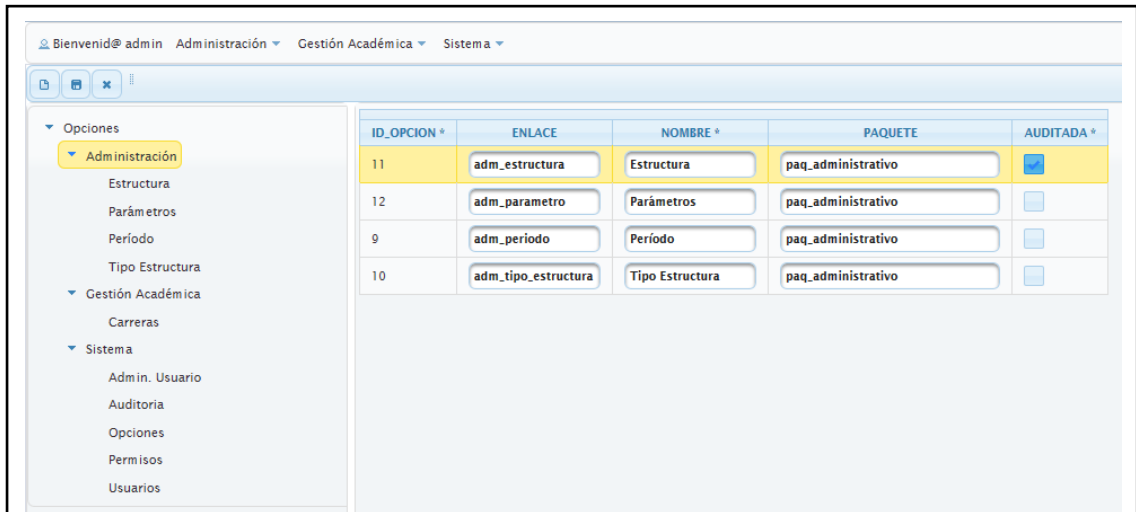 Bienvenid@ admin Administración Gestión Académica Sistema
Opciones
Administración
Estructura
Parámetros
Período
Tipo Estructura
Gestión Académica
Carreras
Sistema
Admin. Usuario
Auditoria
Opciones
Permisos
Usuarios
ID_OPCION * ENLACE NOMBRE * PAQUETE AUDITADA *
11 adm_estructura Estructura paq_administrativo
12 adm_parametro Parámetros paq_administrativo
9 adm_periodo Período paq_administrativo
10 adm_tipo_estructura Tipo Estructura paq_administrativo